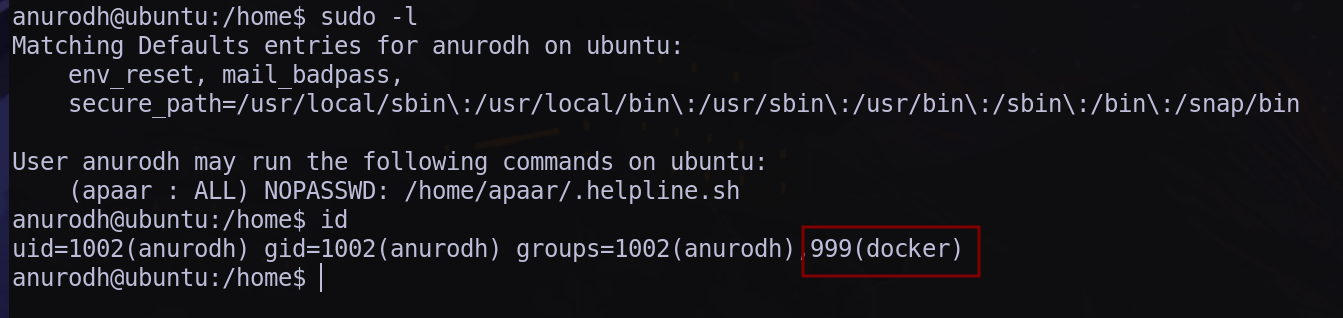 anurodh@ubuntu:/home$ sudo -l
Matching Defaults entries for anurodh on ubuntu:
    env_reset, mail_badpass,
    secure_path=/usr/local/sbin\:/usr/local/bin\:/usr/sbin\:/usr/bin\:/sbin\:/bin\:/snap/bin

User anurodh may run the following commands on ubuntu:
    (apaar : ALL) NOPASSWD: /home/apaar/.helpline.sh
anurodh@ubuntu:/home$ id
uid=1002(anurodh) gid=1002(anurodh) groups=1002(anurodh),999(docker)
anurodh@ubuntu:/home$